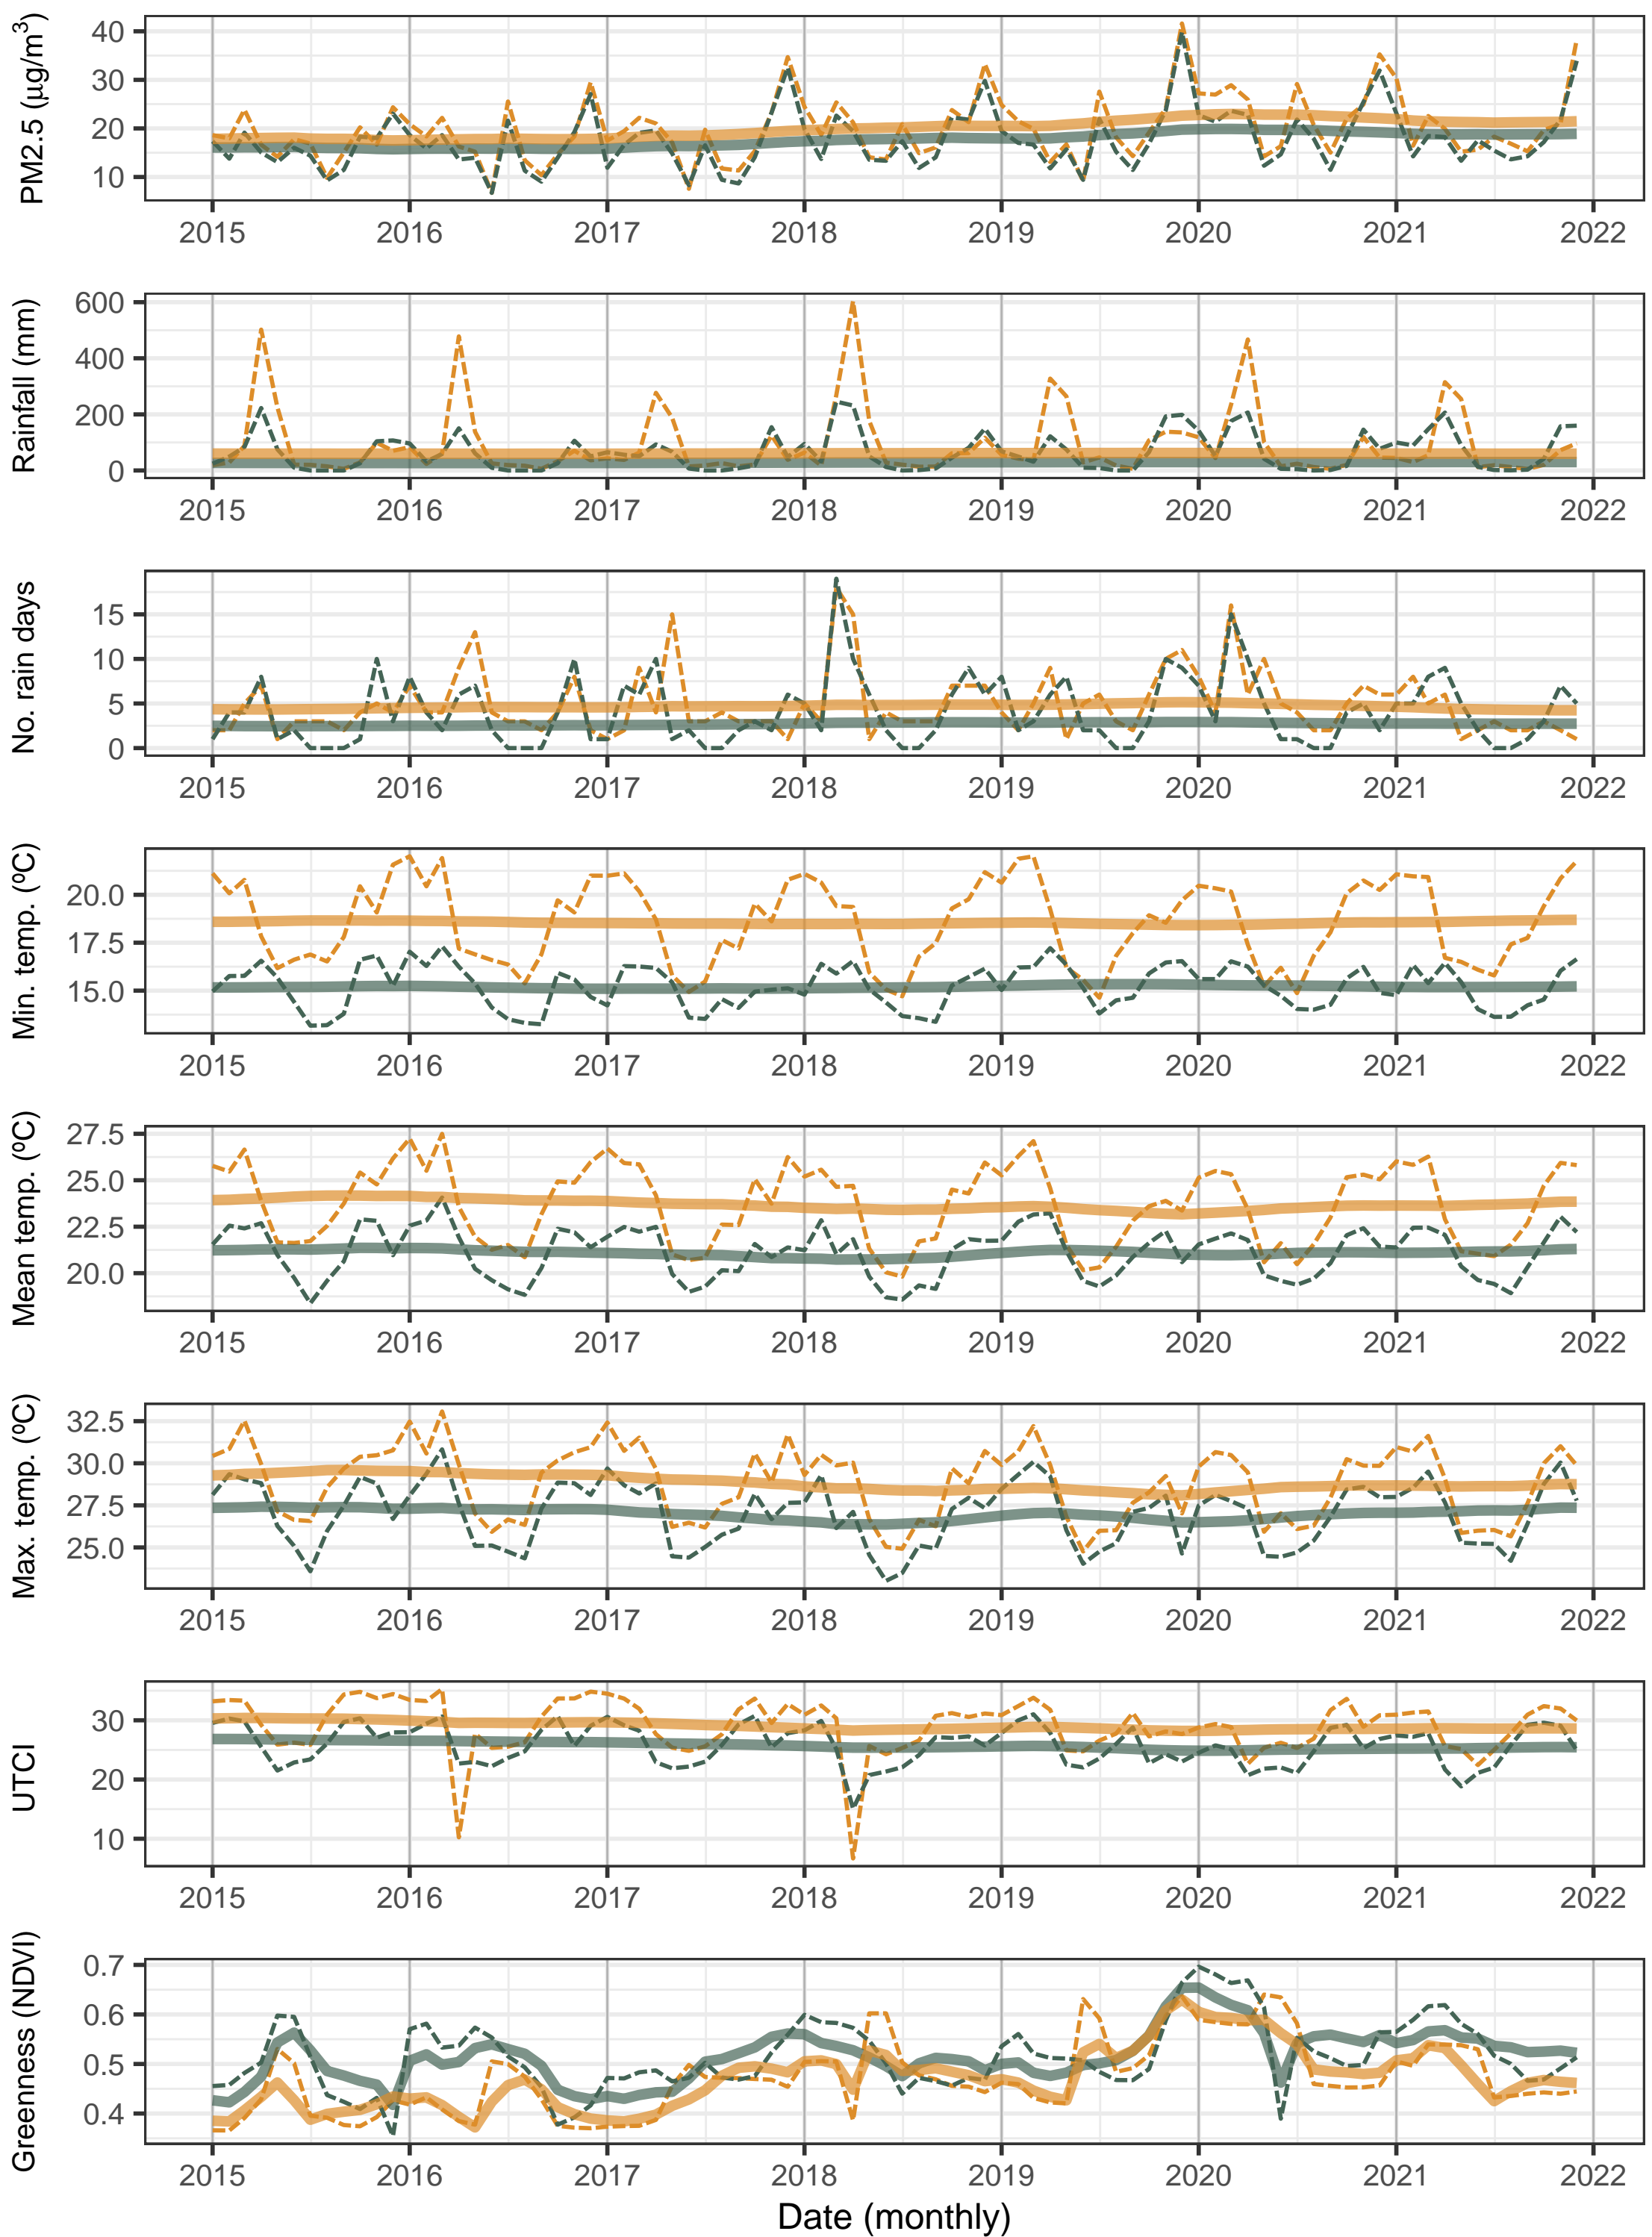 PM2.5 (µg/m³)
40
30
20
10
2015 2016 2017 2018 2019 2020 2021 2022
Rainfall (mm)
600
400
200
0
2015 2016 2017 2018 2019 2020 2021 2022
No. rain days
15
10
5
0
2015 2016 2017 2018 2019 2020 2021 2022
Min. temp. (ºC)
20.0
17.5
15.0
2015 2016 2017 2018 2019 2020 2021 2022
Mean temp. (ºC)
27.5
25.0
22.5
20.0
2015 2016 2017 2018 2019 2020 2021 2022
Max. temp. (ºC)
32.5
30.0
27.5
25.0
2015 2016 2017 2018 2019 2020 2021 2022
UTCI
30
20
10
2015 2016 2017 2018 2019 2020 2021 2022
Greenness (NDVI)
0.7
0.6
0.5
0.4
2015 2016 2017 2018 2019 2020 2021 2022
Date (monthly)